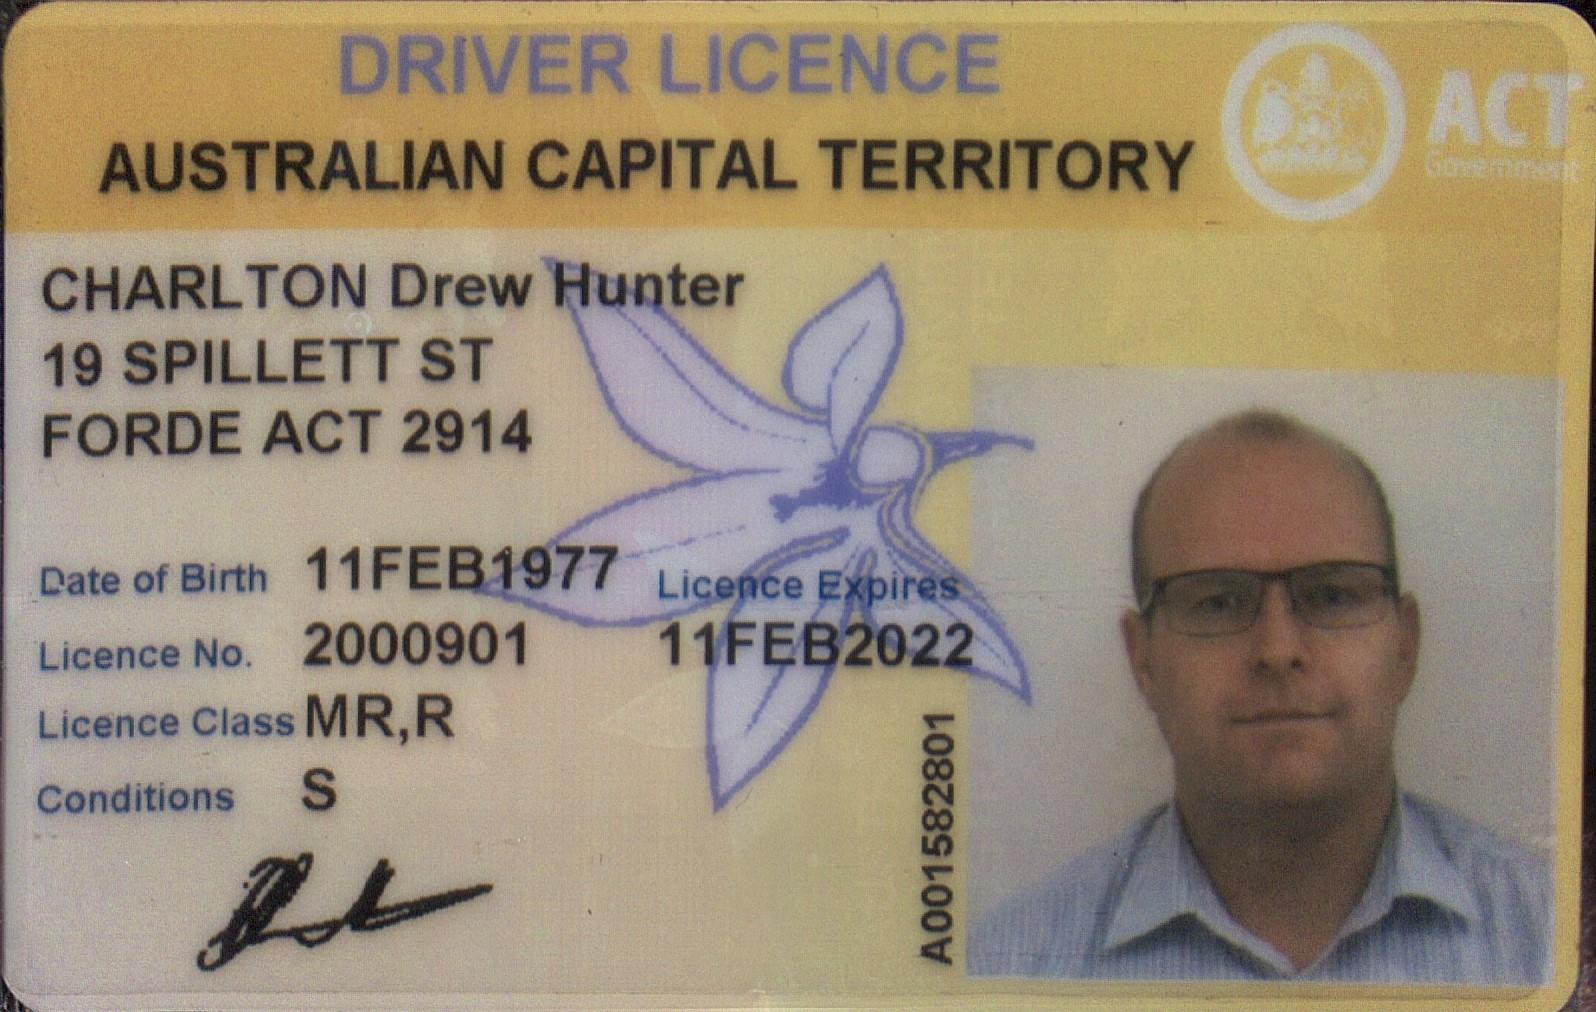 DRIVER LICENCE
AUSTRALIAN CAPITAL TERRITORY
ACT
Government
CHARLTON Drew Hunter
19 SPILLETT ST
FORDE ACT 2914
Date of Birth 11FEB1977
Licence Expires
Licence No. 2000901 11FEB2022
Licence Class MR,R
Conditions S
A001582801